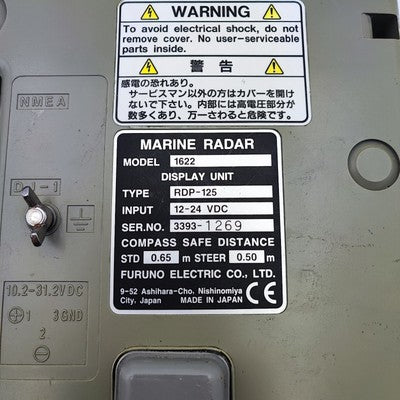 WARNING
To avoid electrical shock, do not
remove cover. No user-serviceable
parts inside.
警告
感電の恐れあり。
サービスマン以外の方はカバーを開け
ないで下さい。内部には高電圧部分が
数多くあり、万一さわると危険です。
NMEA
DJ-1
MARINE RADAR
MODEL 1622
DISPLAY UNIT
TYPE RDP-125
INPUT 12-24 VDC
SER.NO. 3393-1269
COMPASS SAFE DISTANCE
STD 0.65 m STEER 0.50 m
FURUNO ELECTRIC CO., LTD.
9-52 Ashihara-Cho, Nishinomiya
City, Japan MADE IN JAPAN CE
10.2-31.2VDC
⊕1 3GND
2
⊖